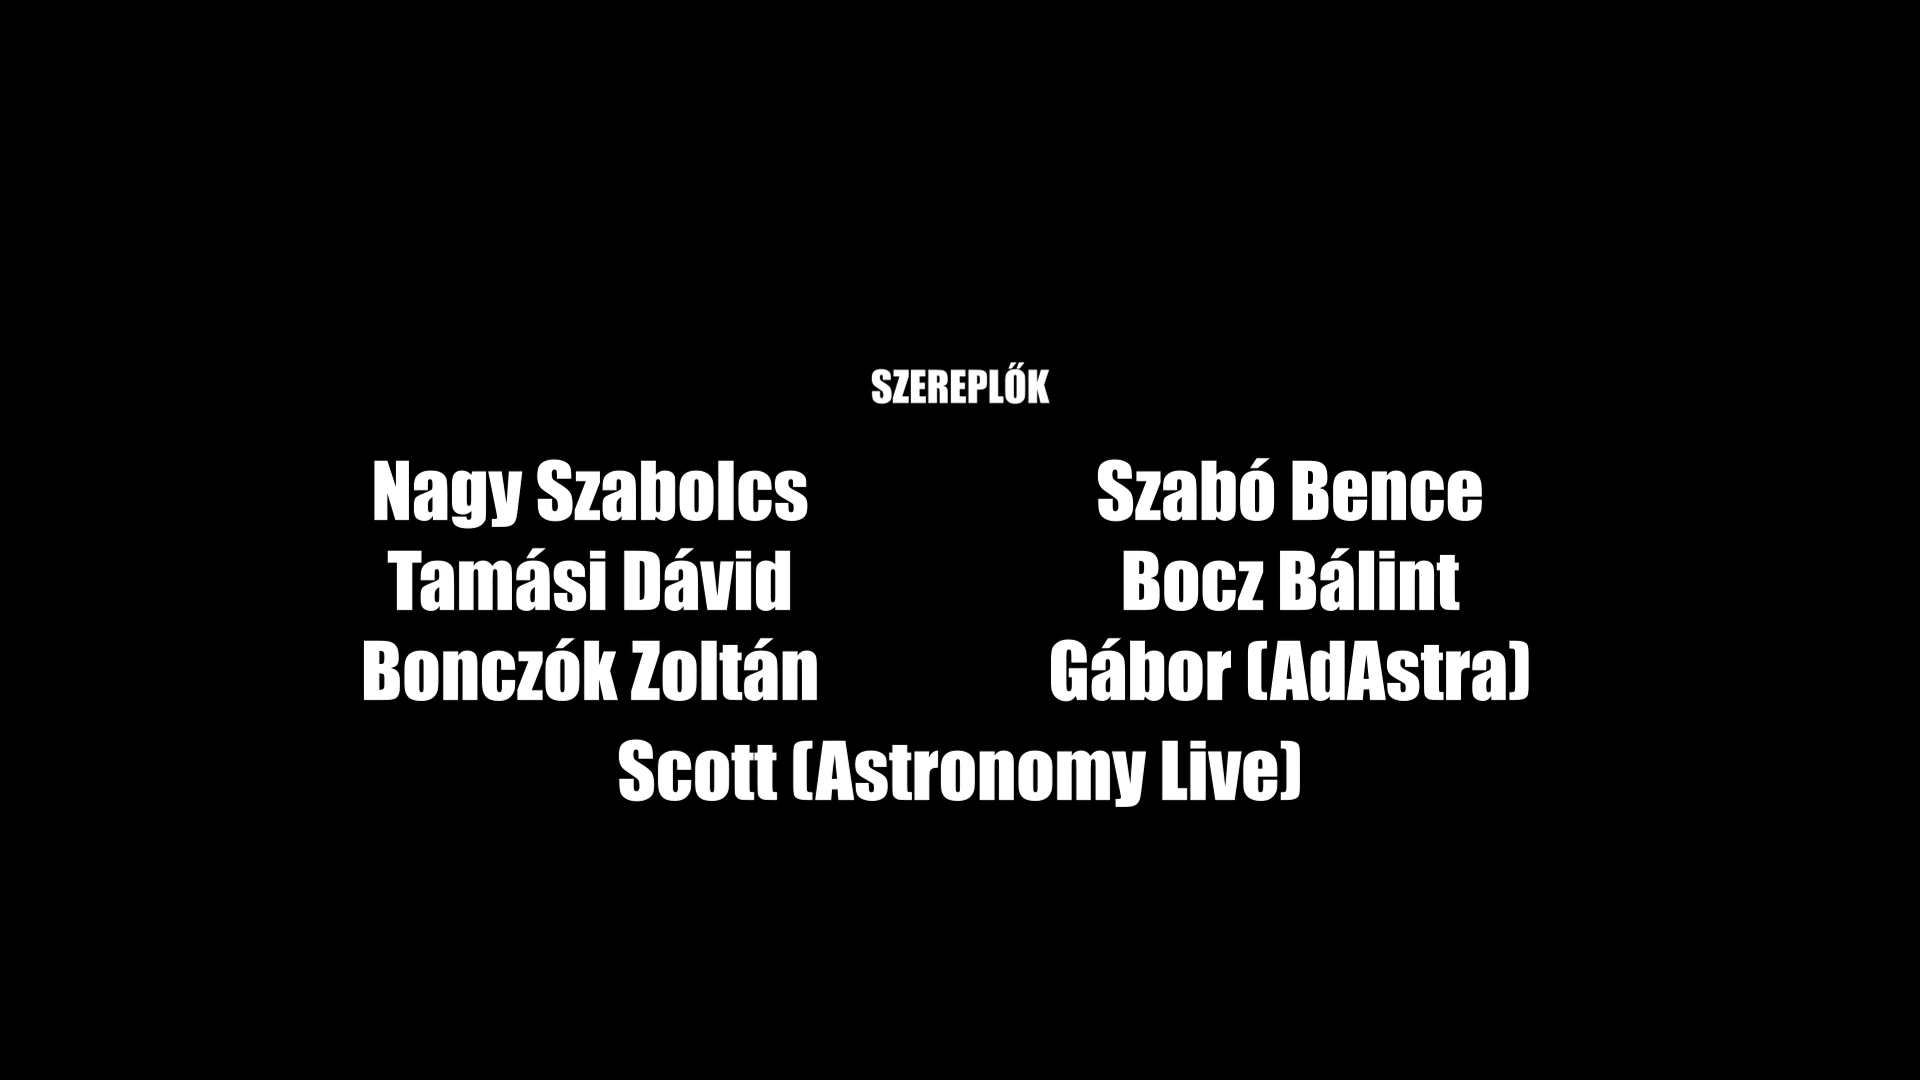 SZEREPLŐK
Nagy Szabolcs
Szabó Bence
Tamási Dávid
Bocz Bálint
Bonczók Zoltán
Gábor (AdAstra)
Scott (Astronomy Live)